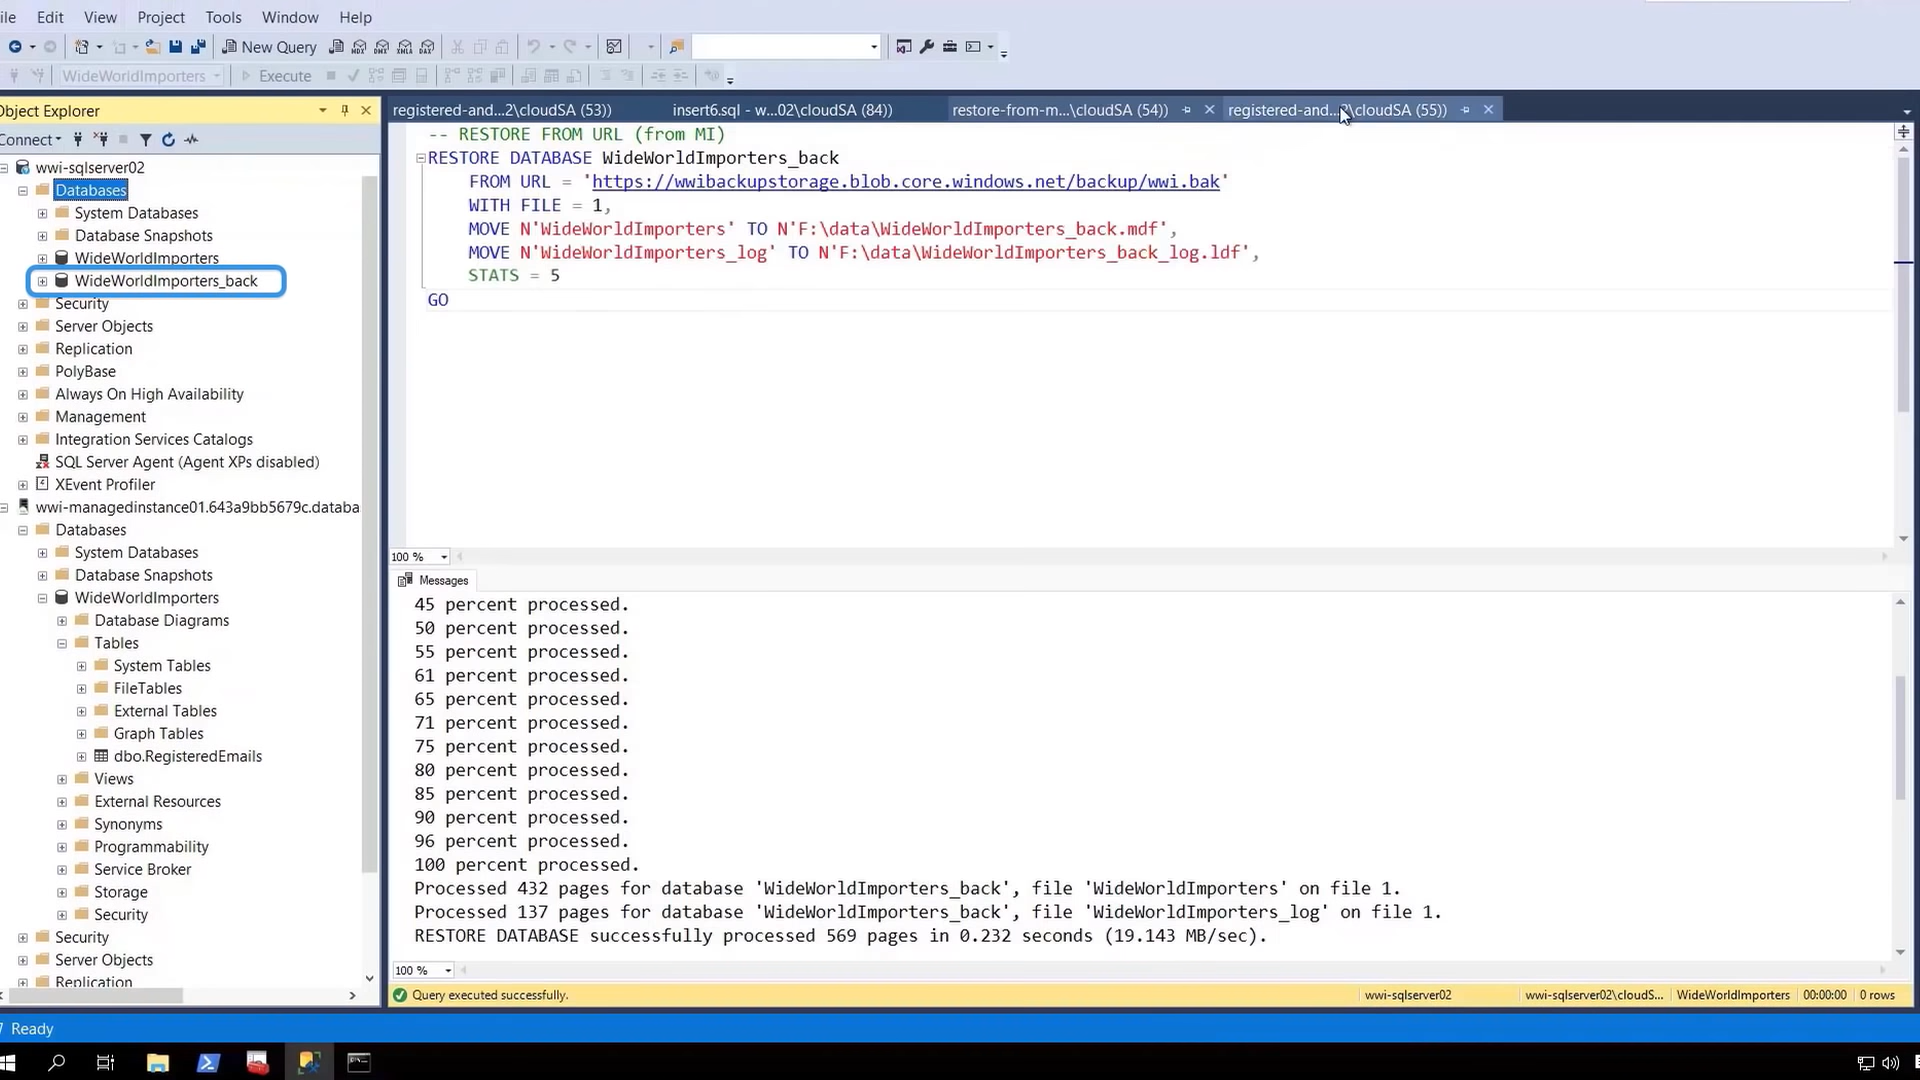 ile Edit View Project Tools Window Help
New Query
MDX DMX XMLA DAX
WideWorldImporters Execute
Object Explorer
Connect
wwi-sqlserver02
Databases
System Databases
Database Snapshots
WideWorldImporters
WideWorldImporters_back
Security
Server Objects
Replication
PolyBase
Always On High Availability
Management
Integration Services Catalogs
SQL Server Agent (Agent XPs disabled)
XEvent Profiler
wwi-managedinstance01.643a9bb5679c.databa
Databases
System Databases
Database Snapshots
WideWorldImporters
Database Diagrams
Tables
System Tables
FileTables
External Tables
Graph Tables
dbo.RegisteredEmails
Views
External Resources
Synonyms
Programmability
Service Broker
Storage
Security
Security
Server Objects
Replication
registered-and...2\cloudSA (53)) insert6.sql - w...02\cloudSA (84)) restore-from-m...\cloudSA (54)) registered-and...2\cloudSA (55))
-- RESTORE FROM URL (from MI)
RESTORE DATABASE WideWorldImporters_back
FROM URL = 'https://wwibackupstorage.blob.core.windows.net/backup/wwi.bak'
WITH FILE = 1,
MOVE N'WideWorldImporters' TO N'F:\data\WideWorldImporters_back.mdf',
MOVE N'WideWorldImporters_log' TO N'F:\data\WideWorldImporters_back_log.ldf',
STATS = 5
GO
100 %
Messages
45 percent processed.
50 percent processed.
55 percent processed.
61 percent processed.
65 percent processed.
71 percent processed.
75 percent processed.
80 percent processed.
85 percent processed.
90 percent processed.
96 percent processed.
100 percent processed.
Processed 432 pages for database 'WideWorldImporters_back', file 'WideWorldImporters' on file 1.
Processed 137 pages for database 'WideWorldImporters_back', file 'WideWorldImporters_log' on file 1.
RESTORE DATABASE successfully processed 569 pages in 0.232 seconds (19.143 MB/sec).
100 %
Query executed successfully. wwi-sqlserver02 wwi-sqlserver02\cloudS... WideWorldImporters 00:00:00 0 rows
Ready